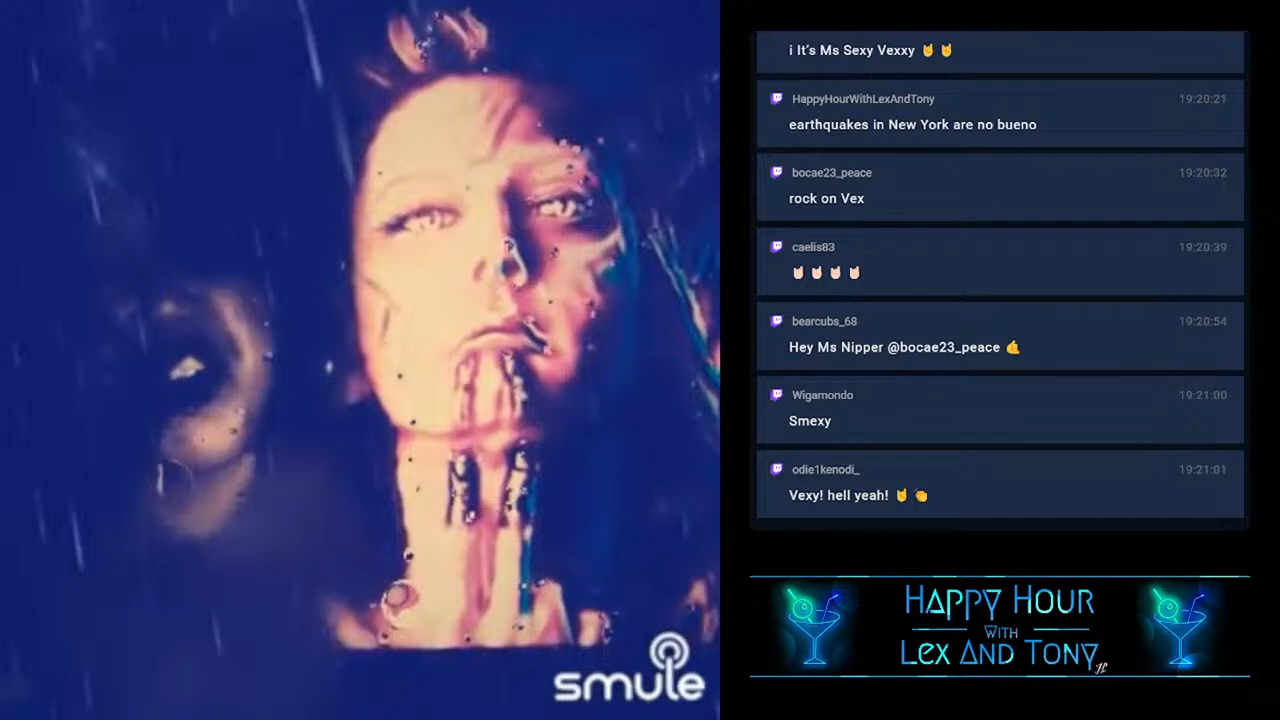 i It's Ms Sexy Vexxy 🤘 🤘
HappyHourWithLexAndTony 19:20:21
earthquakes in New York are no bueno
bocae23_peace 19:20:32
rock on Vex
caelis83 19:20:39
🤘🏻 🤘🏻 🤘🏻 🤘🏻
bearcubs_68 19:20:54
Hey Ms Nipper @bocae23_peace 🤙
Wigamondo 19:21:00
Smexy
odie1kenodi_ 19:21:01
Vexy! hell yeah! 🤘 👏
Happy Hour
with
Lex And Tony
smule